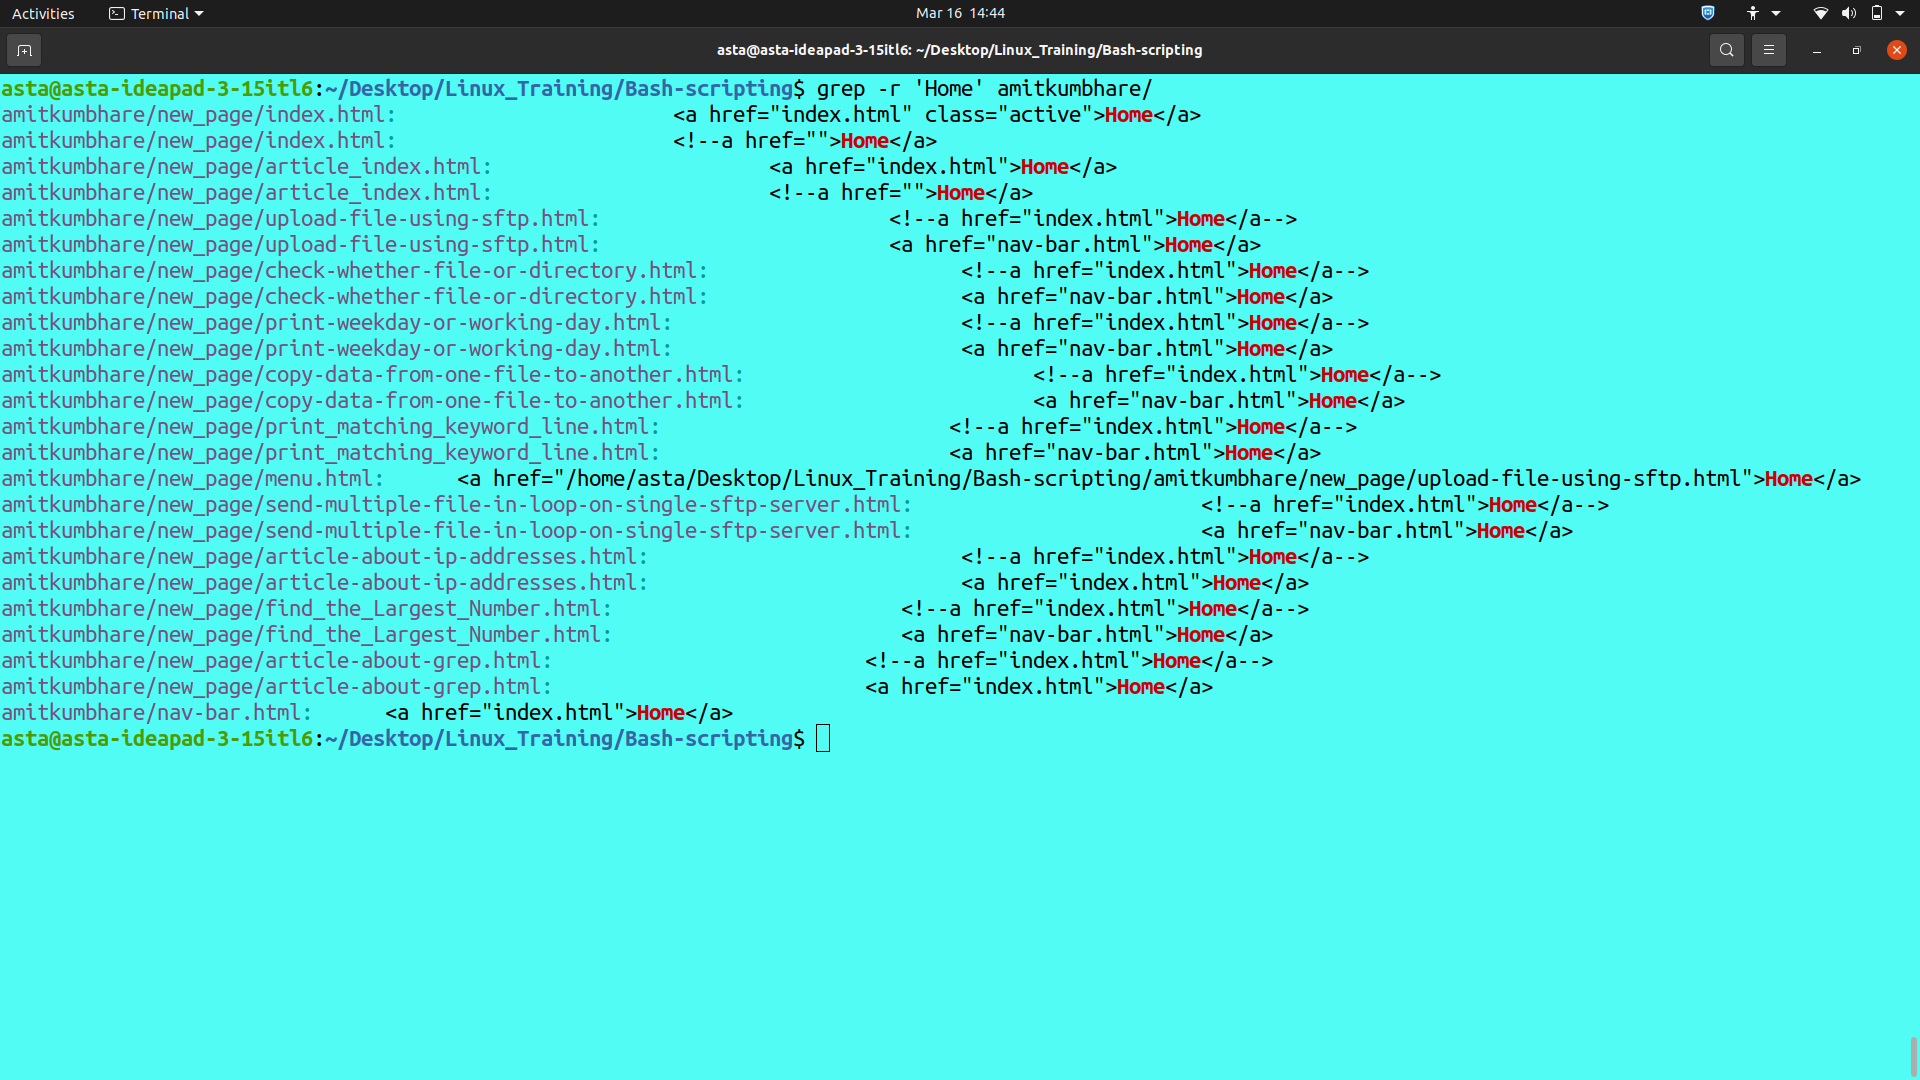 Activities Terminal Mar 16 14:44
asta@asta-ideapad-3-15itl6: ~/Desktop/Linux_Training/Bash-scripting
asta@asta-ideapad-3-15itl6:~/Desktop/Linux_Training/Bash-scripting$ grep -r 'Home' amitkumbhare/
amitkumbhare/new_page/index.html: <a href="index.html" class="active">Home</a>
amitkumbhare/new_page/index.html: <!--a href="">Home</a>
amitkumbhare/new_page/article_index.html: <a href="index.html">Home</a>
amitkumbhare/new_page/article_index.html: <!--a href="">Home</a>
amitkumbhare/new_page/upload-file-using-sftp.html: <!--a href="index.html">Home</a-->
amitkumbhare/new_page/upload-file-using-sftp.html: <a href="nav-bar.html">Home</a>
amitkumbhare/new_page/check-whether-file-or-directory.html: <!--a href="index.html">Home</a-->
amitkumbhare/new_page/check-whether-file-or-directory.html: <a href="nav-bar.html">Home</a>
amitkumbhare/new_page/print-weekday-or-working-day.html: <!--a href="index.html">Home</a-->
amitkumbhare/new_page/print-weekday-or-working-day.html: <a href="nav-bar.html">Home</a>
amitkumbhare/new_page/copy-data-from-one-file-to-another.html: <!--a href="index.html">Home</a-->
amitkumbhare/new_page/copy-data-from-one-file-to-another.html: <a href="nav-bar.html">Home</a>
amitkumbhare/new_page/print_matching_keyword_line.html: <!--a href="index.html">Home</a-->
amitkumbhare/new_page/print_matching_keyword_line.html: <a href="nav-bar.html">Home</a>
amitkumbhare/new_page/menu.html: <a href="/home/asta/Desktop/Linux_Training/Bash-scripting/amitkumbhare/new_page/upload-file-using-sftp.html">Home</a>
amitkumbhare/new_page/send-multiple-file-in-loop-on-single-sftp-server.html: <!--a href="index.html">Home</a-->
amitkumbhare/new_page/send-multiple-file-in-loop-on-single-sftp-server.html: <a href="nav-bar.html">Home</a>
amitkumbhare/new_page/article-about-ip-addresses.html: <!--a href="index.html">Home</a-->
amitkumbhare/new_page/article-about-ip-addresses.html: <a href="index.html">Home</a>
amitkumbhare/new_page/find_the_Largest_Number.html: <!--a href="index.html">Home</a-->
amitkumbhare/new_page/find_the_Largest_Number.html: <a href="nav-bar.html">Home</a>
amitkumbhare/new_page/article-about-grep.html: <!--a href="index.html">Home</a-->
amitkumbhare/new_page/article-about-grep.html: <a href="index.html">Home</a>
amitkumbhare/nav-bar.html: <a href="index.html">Home</a>
asta@asta-ideapad-3-15itl6:~/Desktop/Linux_Training/Bash-scripting$